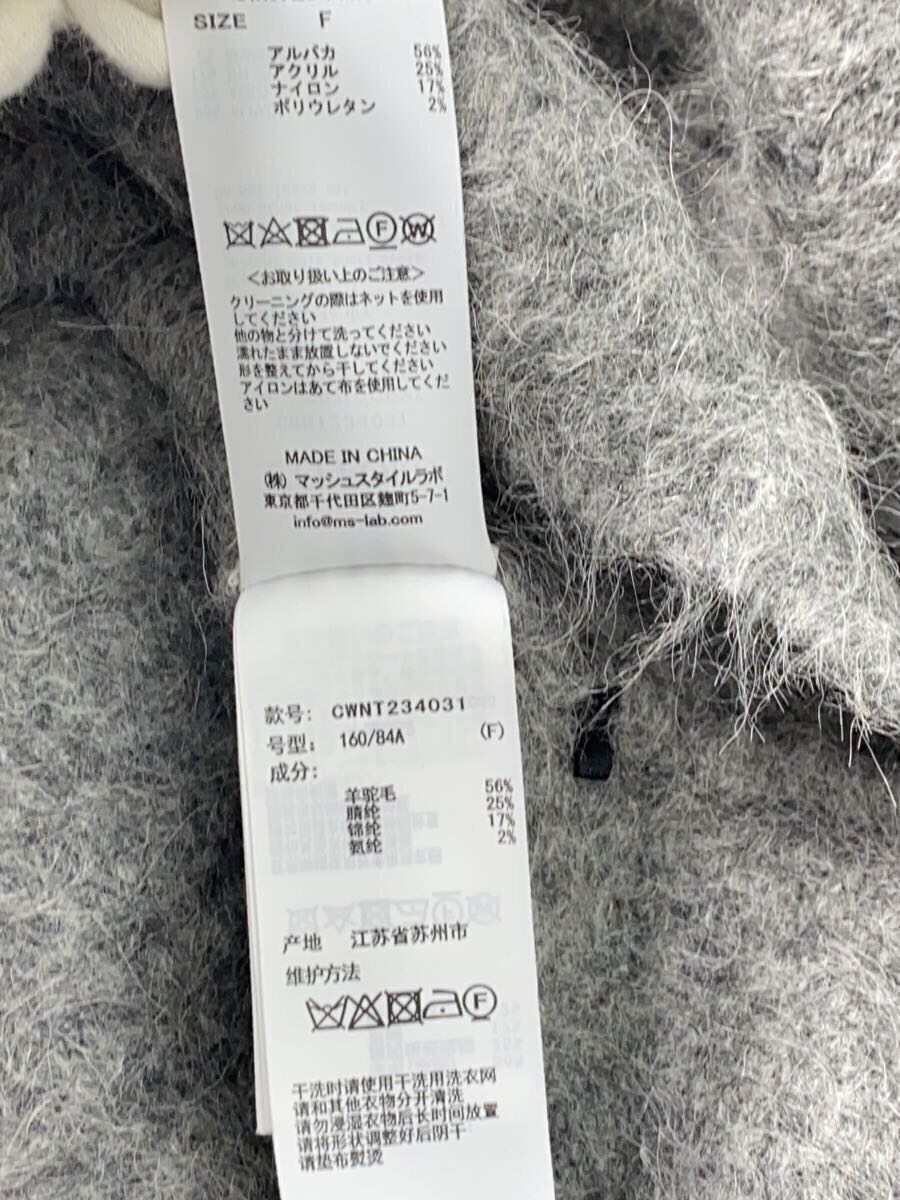 SIZE F
アルパカ 56%
アクリル 25%
ナイロン 17%
ポリウレタン 2%
F W
<お取り扱い上のご注意>
クリーニングの際はネットを使用
してください
他の物と分けて洗ってください
濡れたまま放置しないでください
形を整えてから干してください
アイロンはあて布を使用してくだ
さい
MADE IN CHINA
(株) マッシュスタイルラボ
東京都千代田区麹町5-7-1
info@ms-lab.com
款号: CWNT234031
号型: 160/84A (F)
成分:
羊驼毛 56%
腈纶 25%
锦纶 17%
氨纶 2%
产地 江苏省苏州市
维护方法
F
干洗时请使用干洗用洗衣网
请和其他衣物分开清洗
请勿浸湿衣物后长时间放置
请将形状调整好后阴干
请垫布熨烫